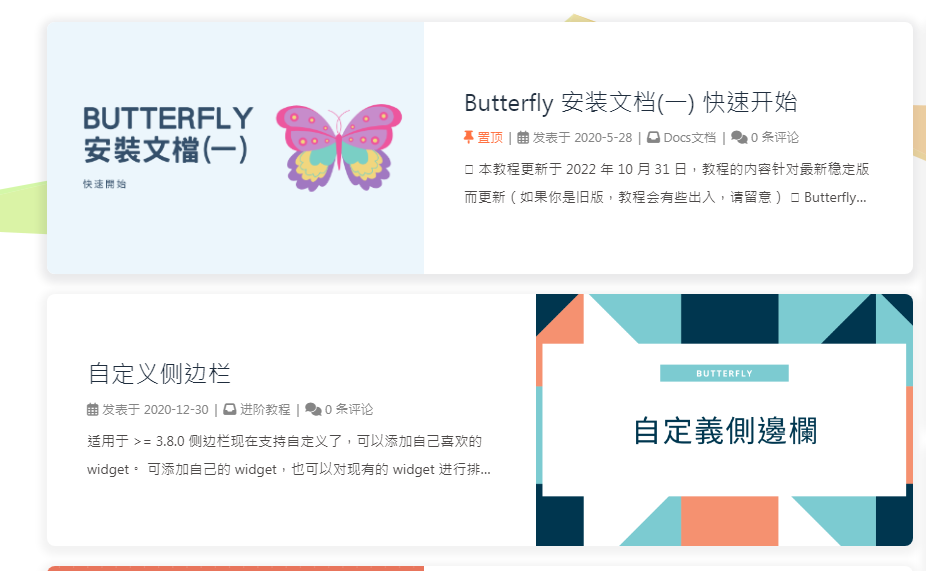 BUTTERFLY
安裝文檔(一)
快速開始
Butterfly 安装文档(一) 快速开始
置顶 | 发表于 2020-5-28 | Docs文档 | 0 条评论
本教程更新于 2022 年 10 月 31 日，教程的内容针对最新稳定版
而更新（如果你是旧版，教程会有些出入，请留意） Butterfly...
自定义侧边栏
发表于 2020-12-30 | 进阶教程 | 0 条评论
适用于 >= 3.8.0 侧边栏现在支持自定义了，可以添加自己喜欢的
widget。 可添加自己的 widget，也可以对现有的 widget 进行排...
BUTTERFLY
自定義側邊欄